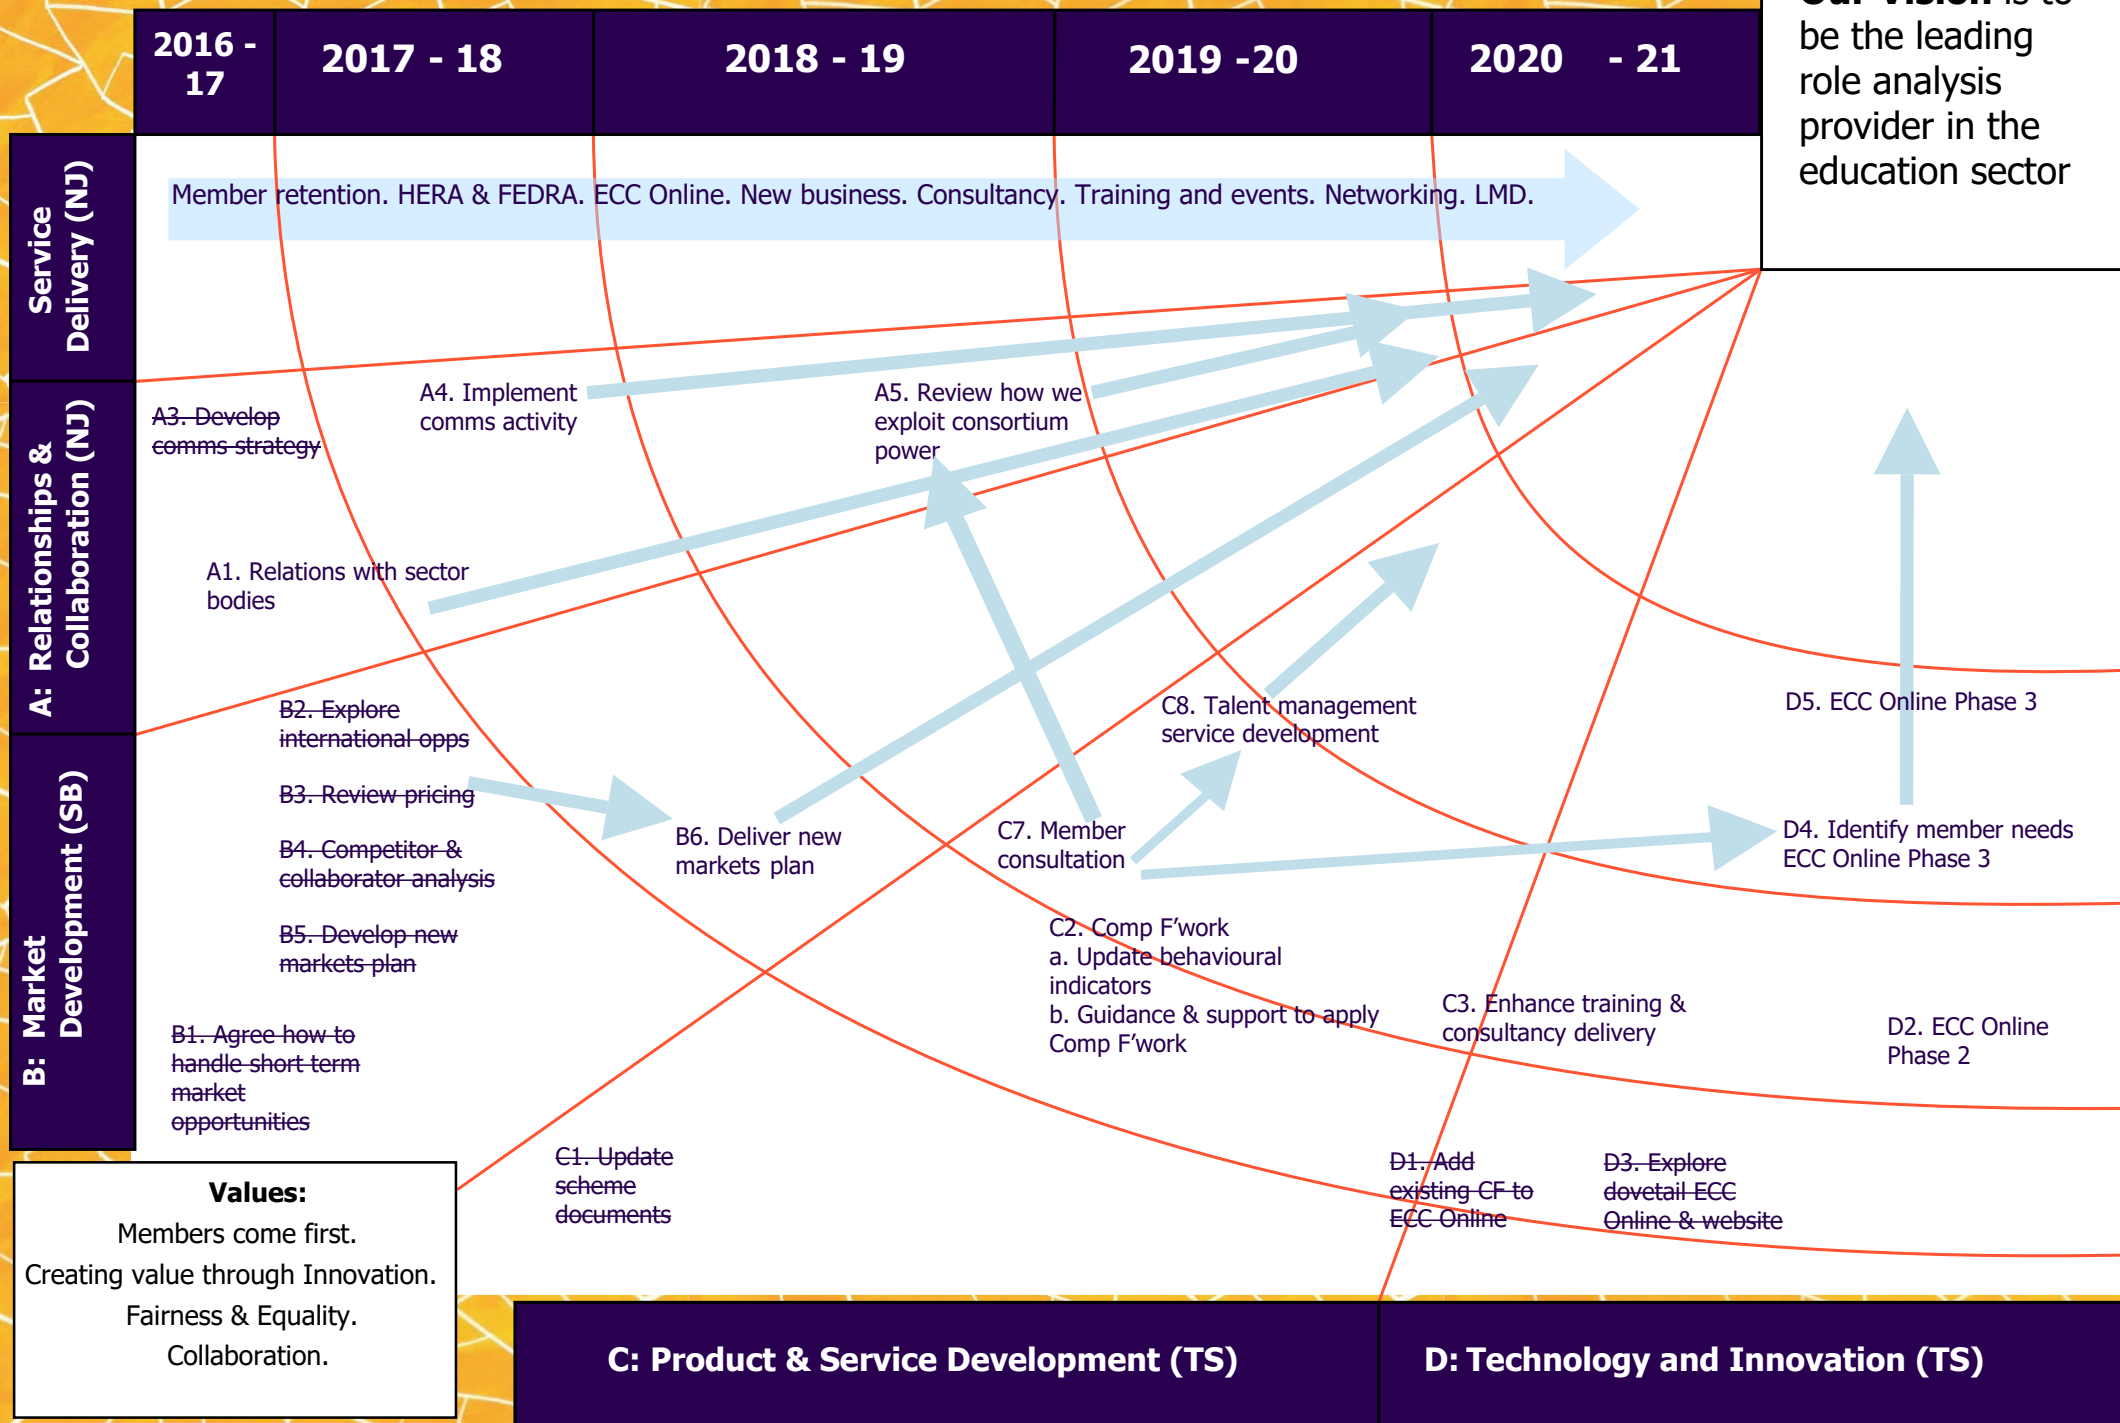 Our Vision is to
be the leading
role analysis
provider in the
education sector
2016 -
17
2017 - 18
2018 - 19
2019 -20
2020 - 21
Service
Delivery (NJ)
Member retention. HERA & FEDRA. ECC Online. New business. Consultancy. Training and events. Networking. LMD.
A: Relationships &
Collaboration (NJ)
A3. Develop
comms strategy
A4. Implement
comms activity
A5. Review how we
exploit consortium
power
A1. Relations with sector
bodies
B: Market
Development (SB)
B2. Explore
international opps
B3. Review pricing
B4. Competitor &
collaborator analysis
B5. Develop new
markets plan
B1. Agree how to
handle short term
market
opportunities
B6. Deliver new
markets plan
C7. Member
consultation
C8. Talent management
service development
C2. Comp F’work
a. Update behavioural
indicators
b. Guidance & support to apply
Comp F’work
C3. Enhance training &
consultancy delivery
C1. Update
scheme
documents
D5. ECC Online Phase 3
D4. Identify member needs
ECC Online Phase 3
D2. ECC Online
Phase 2
D1. Add
existing CF to
ECC Online
D3. Explore
dovetail ECC
Online & website
Values:
Members come first.
Creating value through Innovation.
Fairness & Equality.
Collaboration.
C: Product & Service Development (TS)
D: Technology and Innovation (TS)